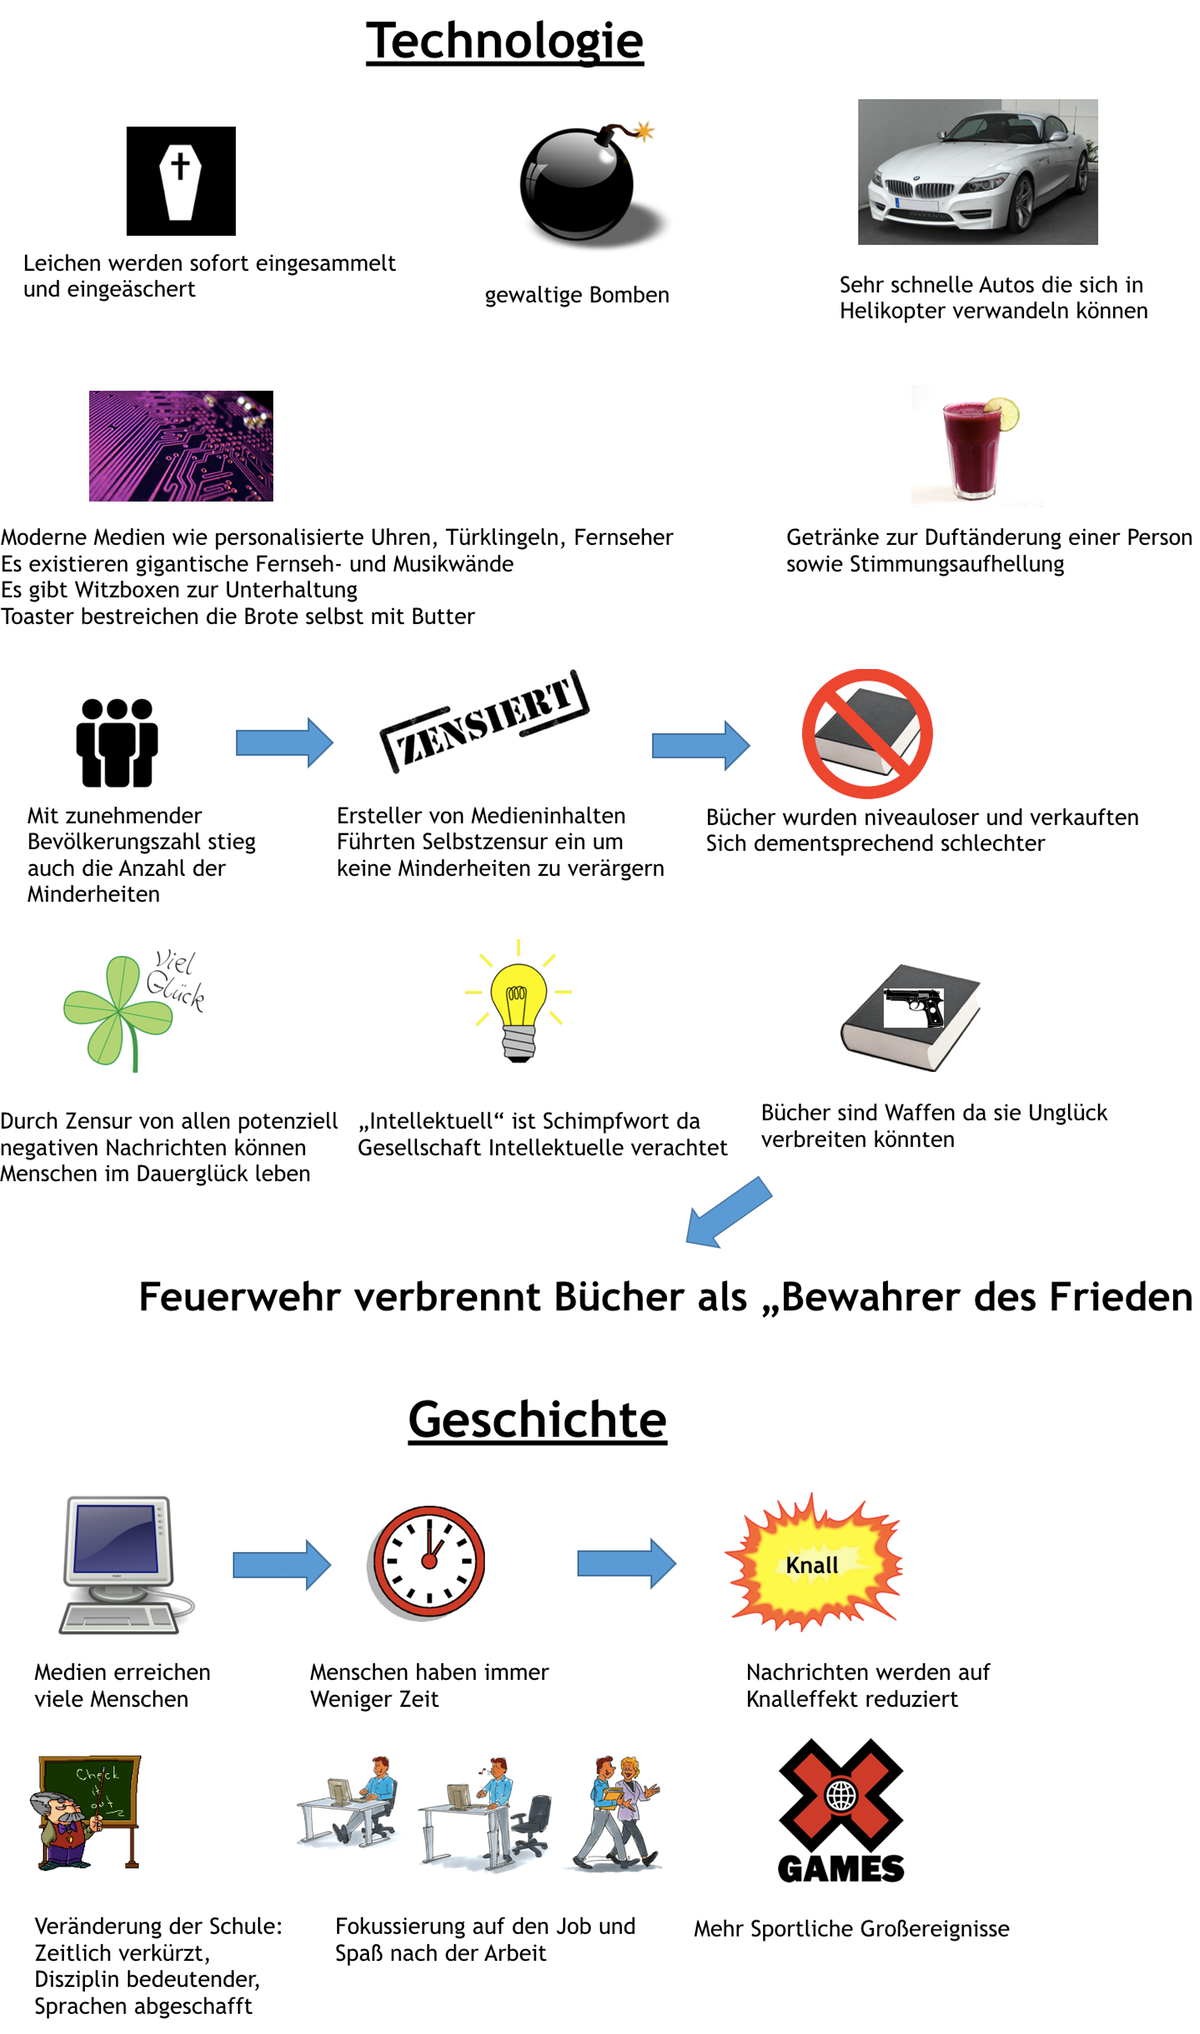 Technologie
Leichen werden sofort eingesammelt
und eingeäschert
gewaltige Bomben
Sehr schnelle Autos die sich in
Helikopter verwandeln können
Moderne Medien wie personalisierte Uhren, Türklingeln, Fernseher
Es existieren gigantische Fernseh- und Musikwände
Es gibt Witzboxen zur Unterhaltung
Toaster bestreichen die Brote selbst mit Butter
Getränke zur Duftänderung einer Person
sowie Stimmungsaufhellung
ZENSIERT
Mit zunehmender
Bevölkerungszahl stieg
auch die Anzahl der
Minderheiten
Ersteller von Medieninhalten
Führten Selbstzensur ein um
keine Minderheiten zu verärgern
Bücher wurden niveauloser und verkauften
Sich dementsprechend schlechter
Viel
Glück
Durch Zensur von allen potenziell
negativen Nachrichten können
Menschen im Dauerglück leben
„Intellektuell“ ist Schimpfwort da
Gesellschaft Intellektuelle verachtet
Bücher sind Waffen da sie Unglück
verbreiten könnten
Feuerwehr verbrennt Bücher als „Bewahrer des Frieden
Geschichte
Knall
Medien erreichen
viele Menschen
Menschen haben immer
Weniger Zeit
Nachrichten werden auf
Knalleffekt reduziert
Check
it
out
GAMES
Veränderung der Schule:
Zeitlich verkürzt,
Disziplin bedeutender,
Sprachen abgeschafft
Fokussierung auf den Job und
Spaß nach der Arbeit
Mehr Sportliche Großereignisse